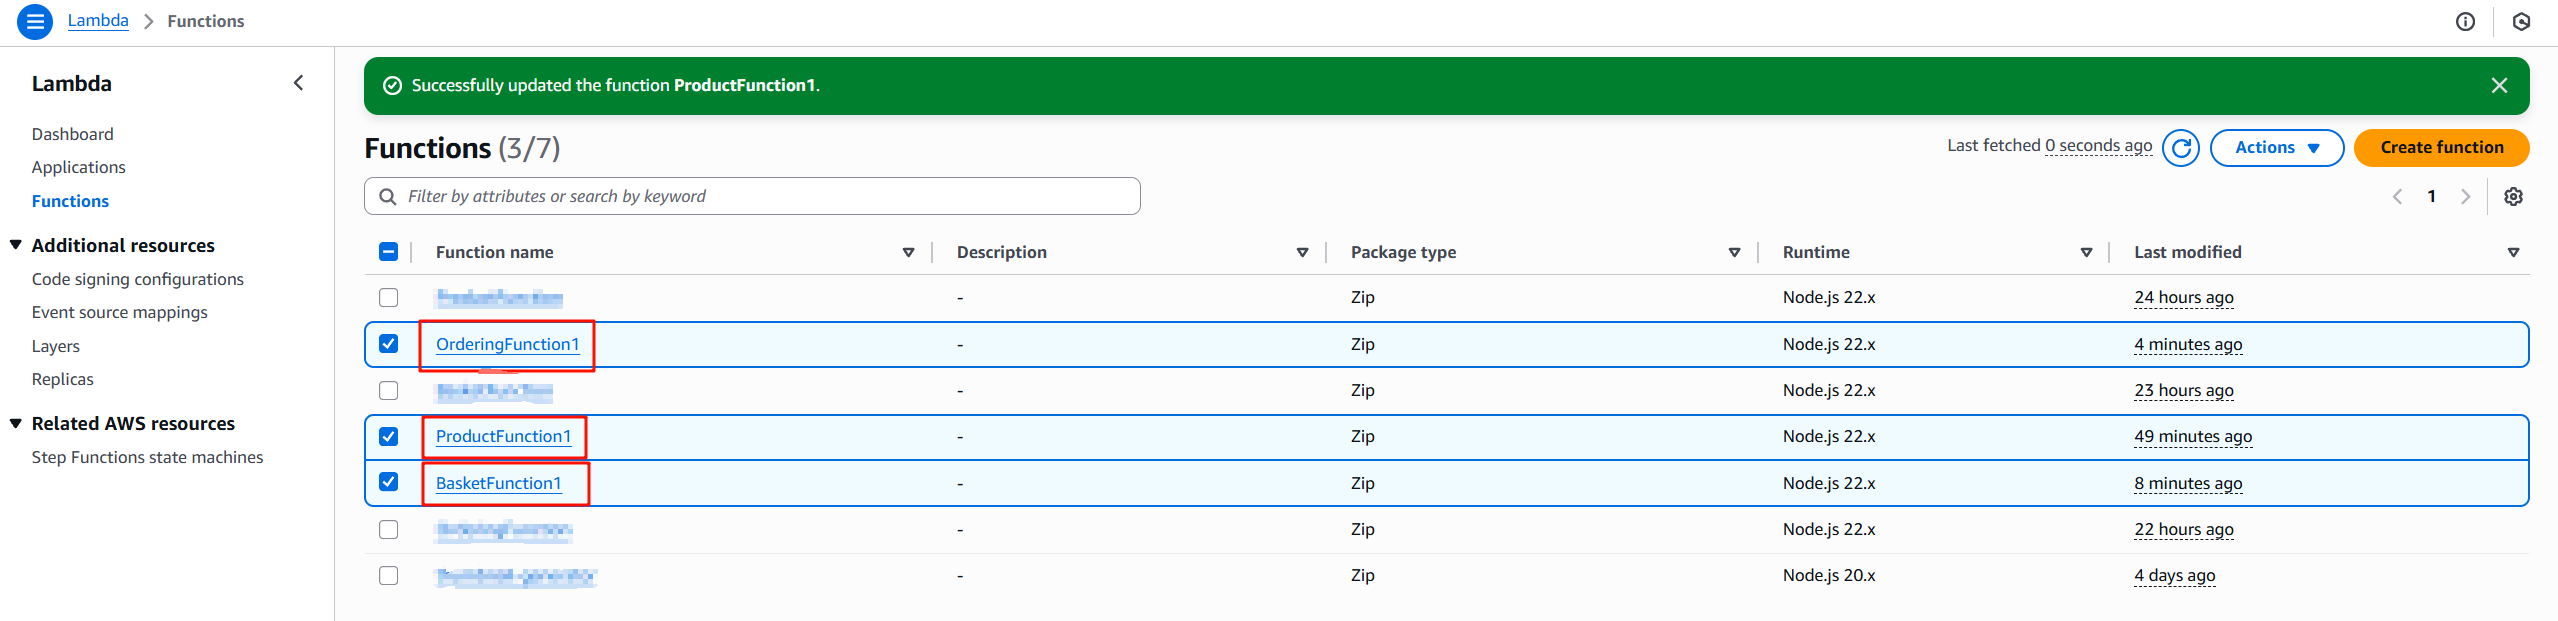 Lambda > Functions
Lambda
Dashboard
Applications
Functions
Additional resources
Code signing configurations
Event source mappings
Layers
Replicas
Related AWS resources
Step Functions state machines
Successfully updated the function ProductFunction1.
Functions (3/7)
Last fetched 0 seconds ago
Actions
Create function
Filter by attributes or search by keyword
1
Function name Description Package type Runtime Last modified
- Zip Node.js 22.x 24 hours ago
OrderingFunction1 - Zip Node.js 22.x 4 minutes ago
- Zip Node.js 22.x 23 hours ago
ProductFunction1 - Zip Node.js 22.x 49 minutes ago
BasketFunction1 - Zip Node.js 22.x 8 minutes ago
- Zip Node.js 22.x 22 hours ago
- Zip Node.js 20.x 4 days ago